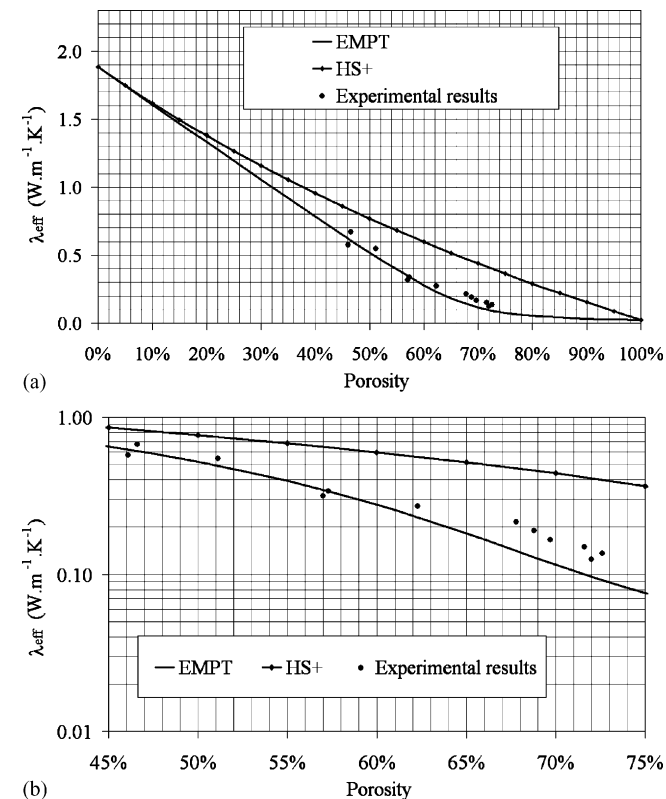 EMPT
HS+
Experimental results
2.0
1.5
1.0
0.5
0.0
λeff (W.m⁻¹.K⁻¹)
0% 10% 20% 30% 40% 50% 60% 70% 80% 90% 100%
Porosity
(a)
1.00
0.10
0.01
λeff (W.m⁻¹.K⁻¹)
EMPT HS+ Experimental results
45% 50% 55% 60% 65% 70% 75%
Porosity
(b)